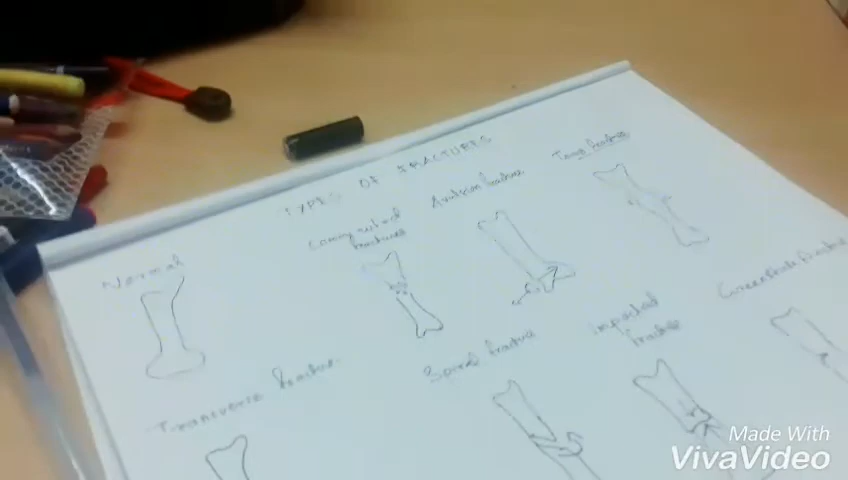 TYPES OF FRACTURES
Normal
Comminuted
fracture
Avulsion fracture
Torus fracture
Transverse fracture
Spiral fracture
Impacted
fracture
Greenstick fracture
Made With
VivaVideo